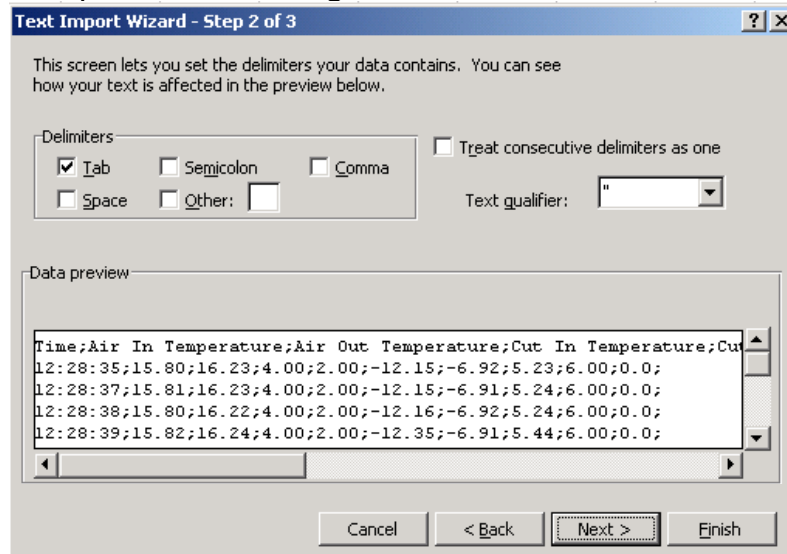 Text Import Wizard - Step 2 of 3
This screen lets you set the delimiters your data contains. You can see
how your text is affected in the preview below.
Delimiters
Tab Semicolon Comma
Space Other:
Treat consecutive delimiters as one
Text qualifier: "
Data preview
Time;Air In Temperature;Air Out Temperature;Cut In Temperature;Cu
12:28:35;15.80;16.23;4.00;2.00;-12.15;-6.92;5.23;6.00;0.0;
12:28:37;15.81;16.23;4.00;2.00;-12.15;-6.91;5.24;6.00;0.0;
12:28:38;15.80;16.22;4.00;2.00;-12.16;-6.92;5.24;6.00;0.0;
12:28:39;15.82;16.24;4.00;2.00;-12.35;-6.91;5.44;6.00;0.0;
Cancel < Back Next > Finish